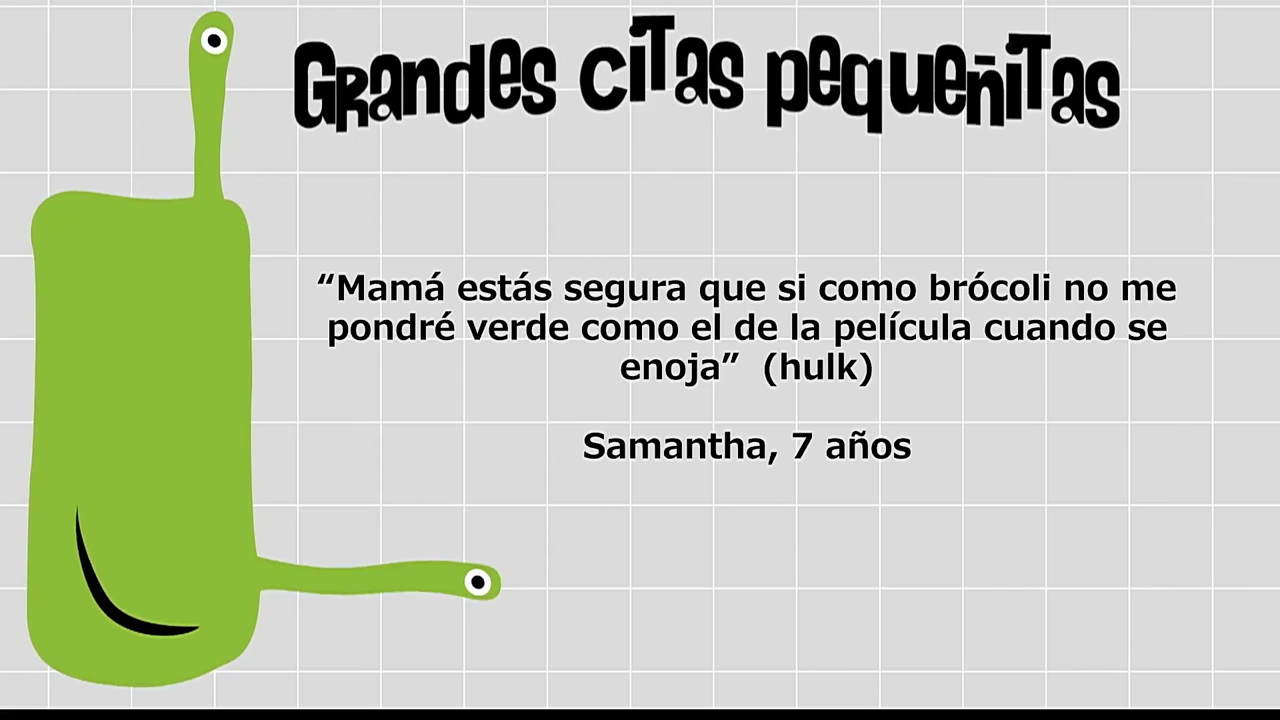 Grandes citas pequeñitas
“Mamá estás segura que si como brócoli no me
pondré verde como el de la película cuando se
enoja”  (hulk)
Samantha, 7 años